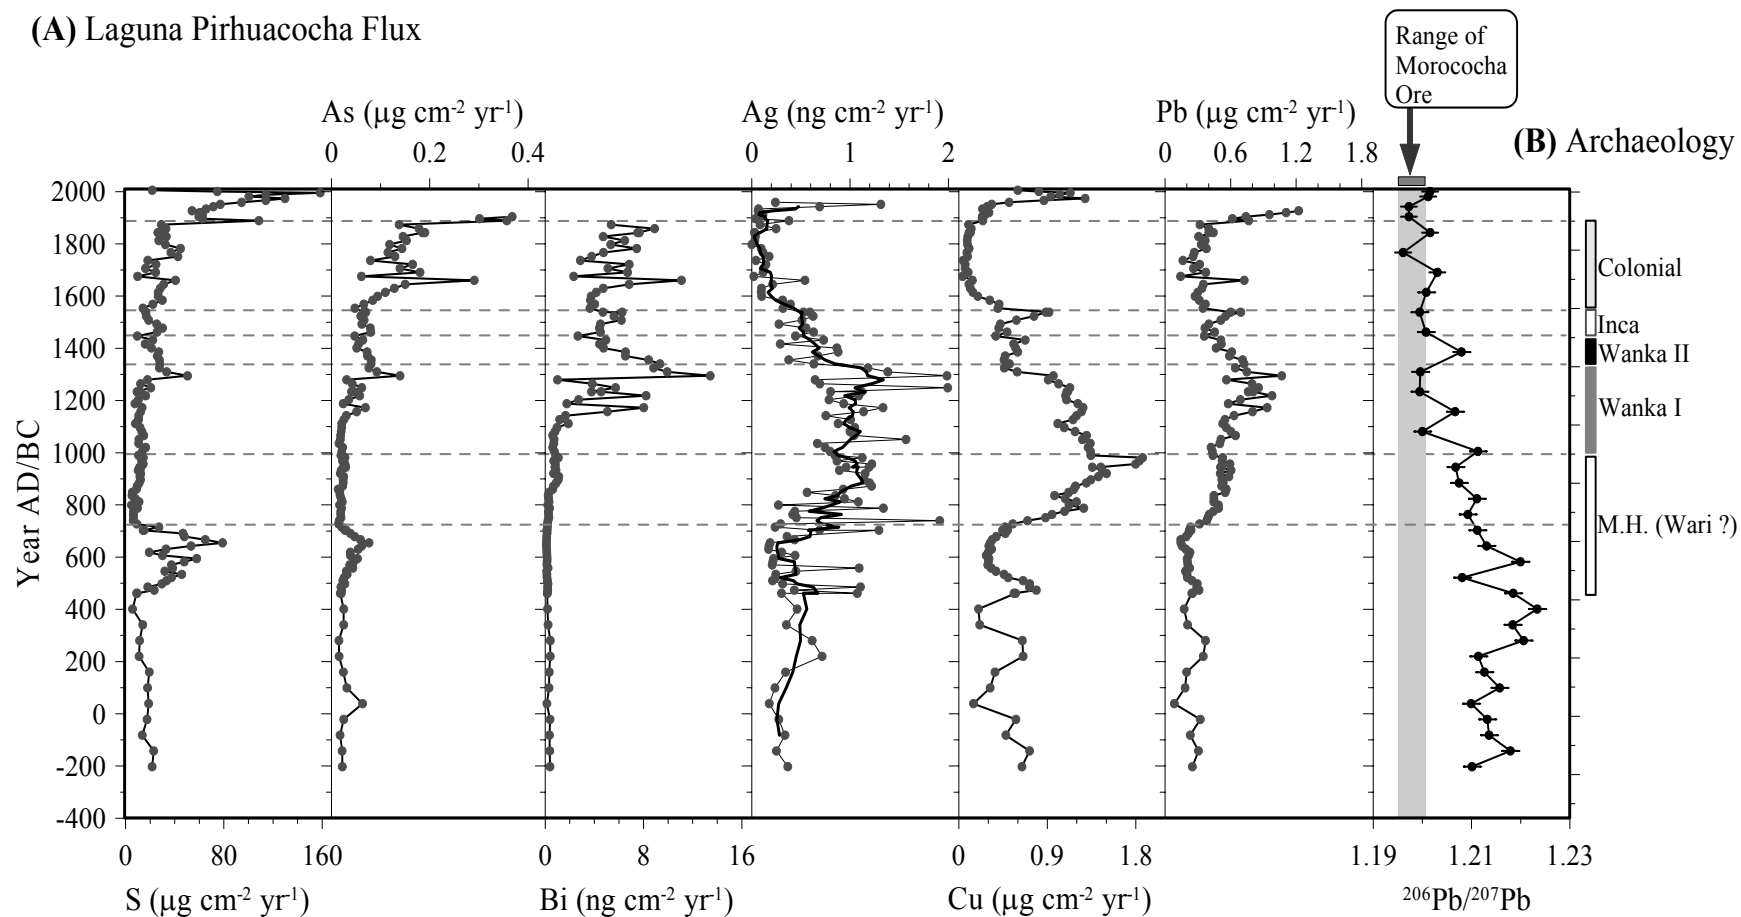 (A) Laguna Pirhuacocha Flux
Range of
Morococha
Ore
As (μg cm-2 yr-1)
Ag (ng cm-2 yr-1)
Pb (μg cm-2 yr-1)
(B) Archaeology
0 0.2 0.4
0 1 2
0 0.6 1.2 1.8
Year AD/BC
2000
1800
1600
1400
1200
1000
800
600
400
200
0
-200
-400
Colonial
Inca
Wanka II
Wanka I
M.H. (Wari ?)
0 80 160
0 8 16
0 0.9 1.8
1.19 1.21 1.23
S (μg cm-2 yr-1)
Bi (ng cm-2 yr-1)
Cu (μg cm-2 yr-1)
206Pb/207Pb